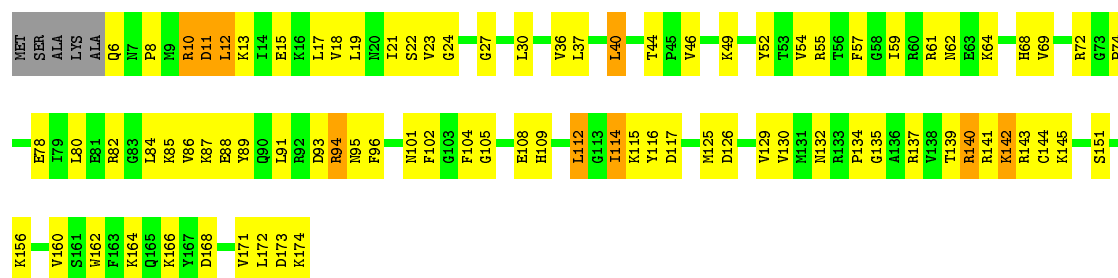 MET SER ALA LYS ALA Q6 N7 P8 M9 R10 D11 L12 K13 I14 E15 K16 L17 V18 L19 N20 I21 S22 V23 G24 G27 L30 V36 L37 L40 T44 P45 V46 K49 Y52 T53 V54 R55 T56 F57 G58 I59 R60 R61 N62 E63 K64 H68 V69 R72 G73 P74
E78 I79 L80 E81 R82 G83 L84 K85 V86 K87 E88 Y89 Q90 L91 R92 D93 R94 N95 F96 N101 F102 G103 F104 G105 E108 H109 L112 G113 I114 K115 Y116 D117 M125 D126 V129 V130 M131 N132 R133 P134 G135 A136 R137 V138 T139 R140 R141 K142 R143 C144 K145 S151
K156 V160 S161 W162 F163 K164 Q165 K166 Y167 D168 V171 L172 D173 K174